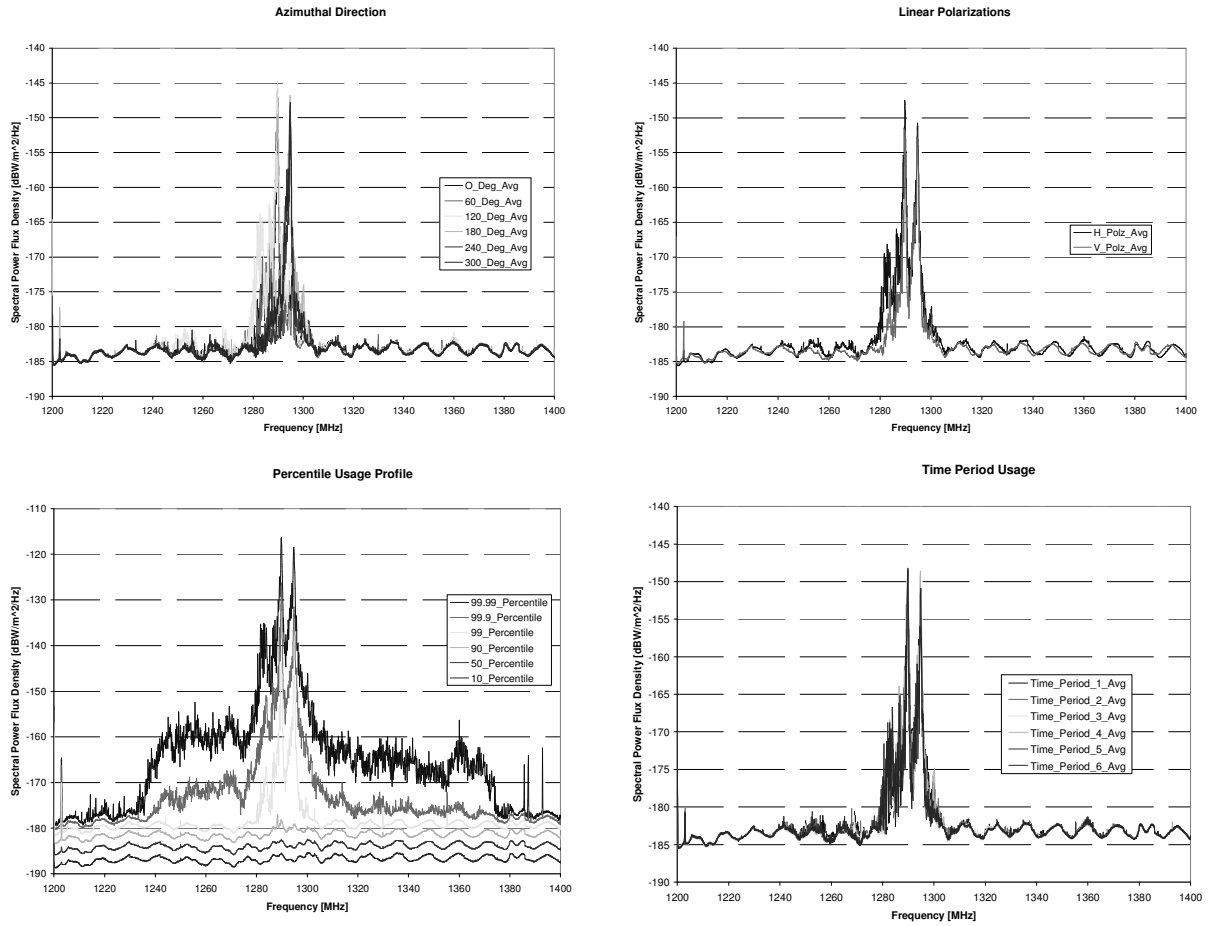 Azimuthal Direction
Spectral Power Flux Density [dBW/m^2/Hz]
-140
-145
-150
-155
-160
-165
-170
-175
-180
-185
-190
O_Deg_Avg
60_Deg_Avg
120_Deg_Avg
180_Deg_Avg
240_Deg_Avg
300_Deg_Avg
1200 1220 1240 1260 1280 1300 1320 1340 1360 1380 1400
Frequency [MHz]
Linear Polarizations
Spectral Power Flux Density [dBW/m^2/Hz]
-140
-145
-150
-155
-160
-165
-170
-175
-180
-185
-190
H_Polz_Avg
V_Polz_Avg
1200 1220 1240 1260 1280 1300 1320 1340 1360 1380 1400
Frequency [MHz]
Percentile Usage Profile
Spectral Power Flux Density [dBW/m^2/Hz]
-110
-120
-130
-140
-150
-160
-170
-180
-190
99.99_Percentile
99.9_Percentile
99_Percentile
90_Percentile
50_Percentile
10_Percentile
1200 1220 1240 1260 1280 1300 1320 1340 1360 1380 1400
Frequency [MHz]
Time Period Usage
Spectral Power Flux Density [dBW/m^2/Hz]
-140
-145
-150
-155
-160
-165
-170
-175
-180
-185
-190
Time_Period_1_Avg
Time_Period_2_Avg
Time_Period_3_Avg
Time_Period_4_Avg
Time_Period_5_Avg
Time_Period_6_Avg
1200 1220 1240 1260 1280 1300 1320 1340 1360 1380 1400
Frequency [MHz]